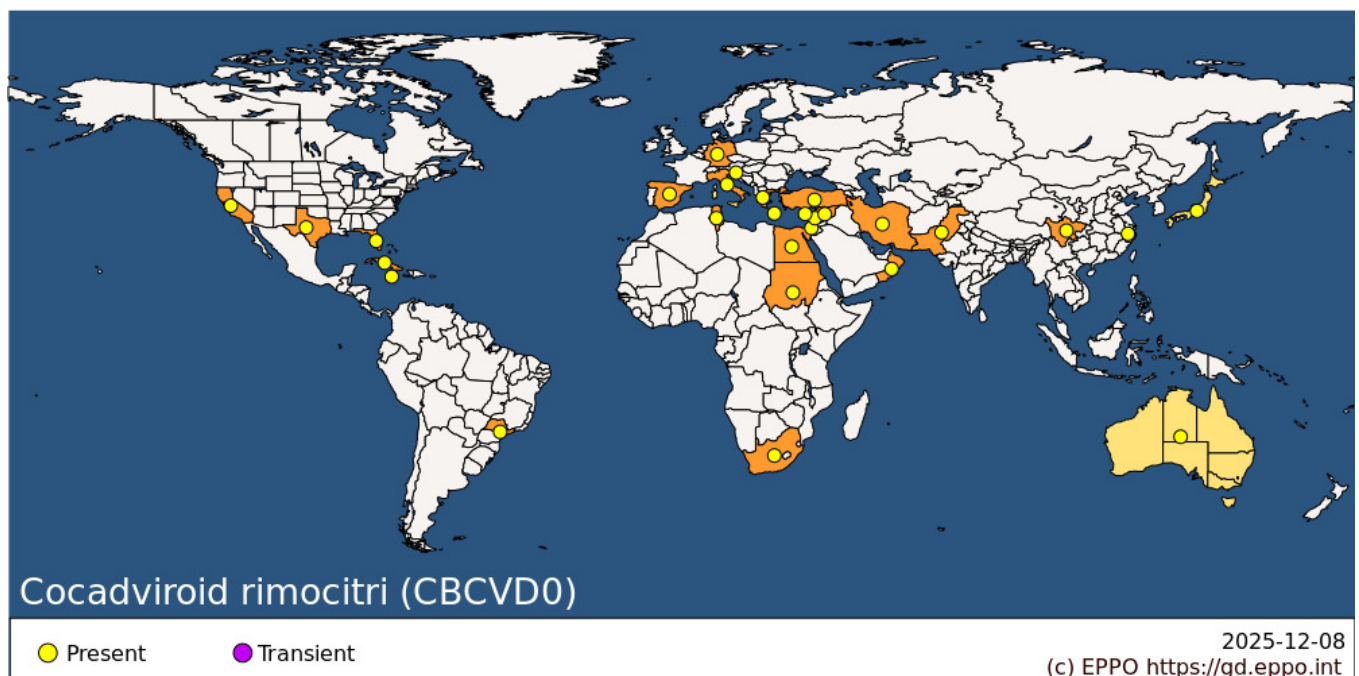 Cocadviroid rimocitri (CBCVD0)
Present
Transient
2025-12-08
(c) EPPO https://gd.eppo.int